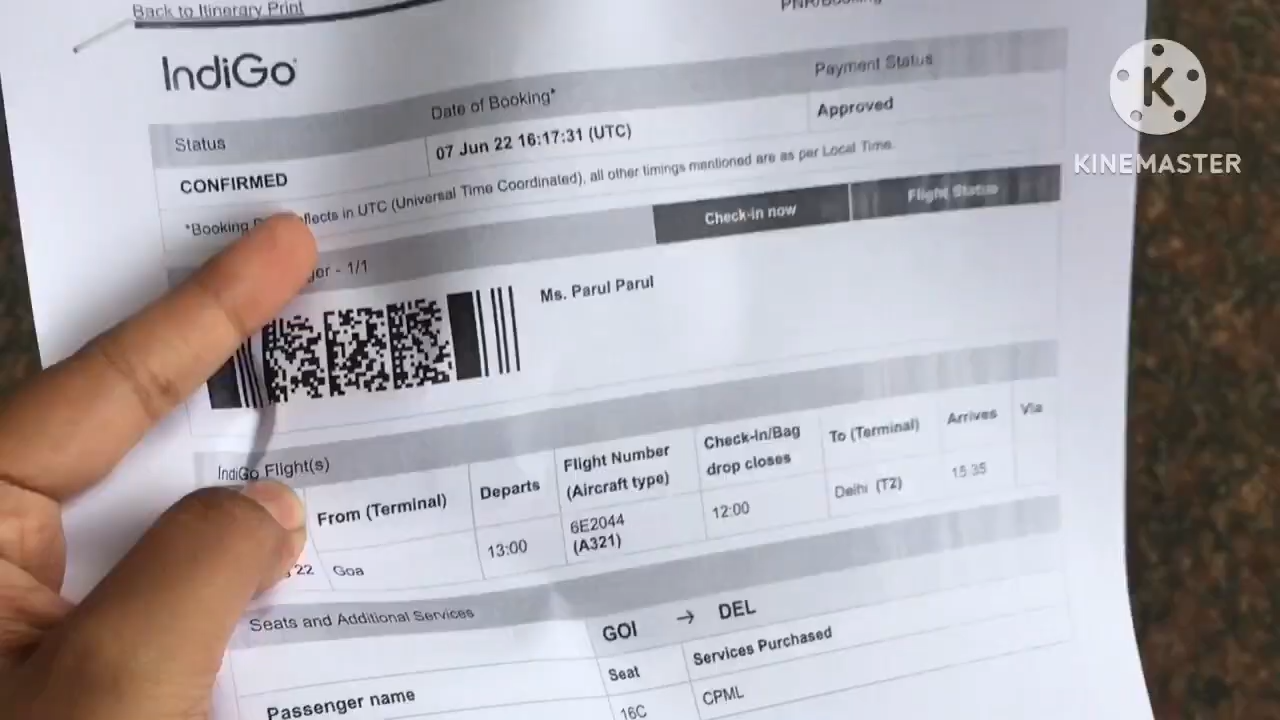 Back to Itinerary Print
IndiGo
Status
Date of Booking*
Payment Status
CONFIRMED
07 Jun 22 16:17:31 (UTC)
Approved
*Booking in UTC (Universal Time Coordinated), all other timings mentioned are as per Local Time.
- 1/1
Check-in now
Flight Status
Ms. Parul Parul
IndiGo Flight(s)
From (Terminal)
Departs
Flight Number
(Aircraft type)
Check-in/Bag
drop closes
To (Terminal)
Arrives
Via
22
Goa
13:00
6E2044
(A321)
12:00
Delhi (T2)
15:35
Seats and Additional Services
GOI → DEL
Passenger name
Seat
Services Purchased
16C
CPML
KINEMASTER